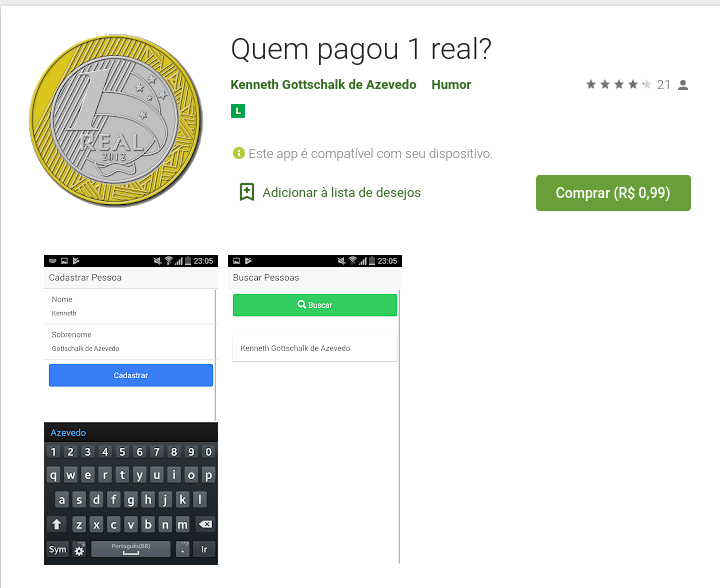 Quem pagou 1 real?
Kenneth Gottschalk de Azevedo Humor
21
L
Este app é compatível com seu dispositivo.
Adicionar à lista de desejos
Comprar (R$ 0,99)
1
REAL
2012
23:05
Cadastrar Pessoa
Nome
Kenneth
Sobrenome
Gottschalk de Azevedo
Cadastrar
Azevedo
1 2 3 4 5 6 7 8 9 0
q w e r t y u i o p
a s d f g h j k l
z x c v b n m
Sym Português(BR) . Ir
23:05
Buscar Pessoas
Buscar
Kenneth Gottschalk de Azevedo